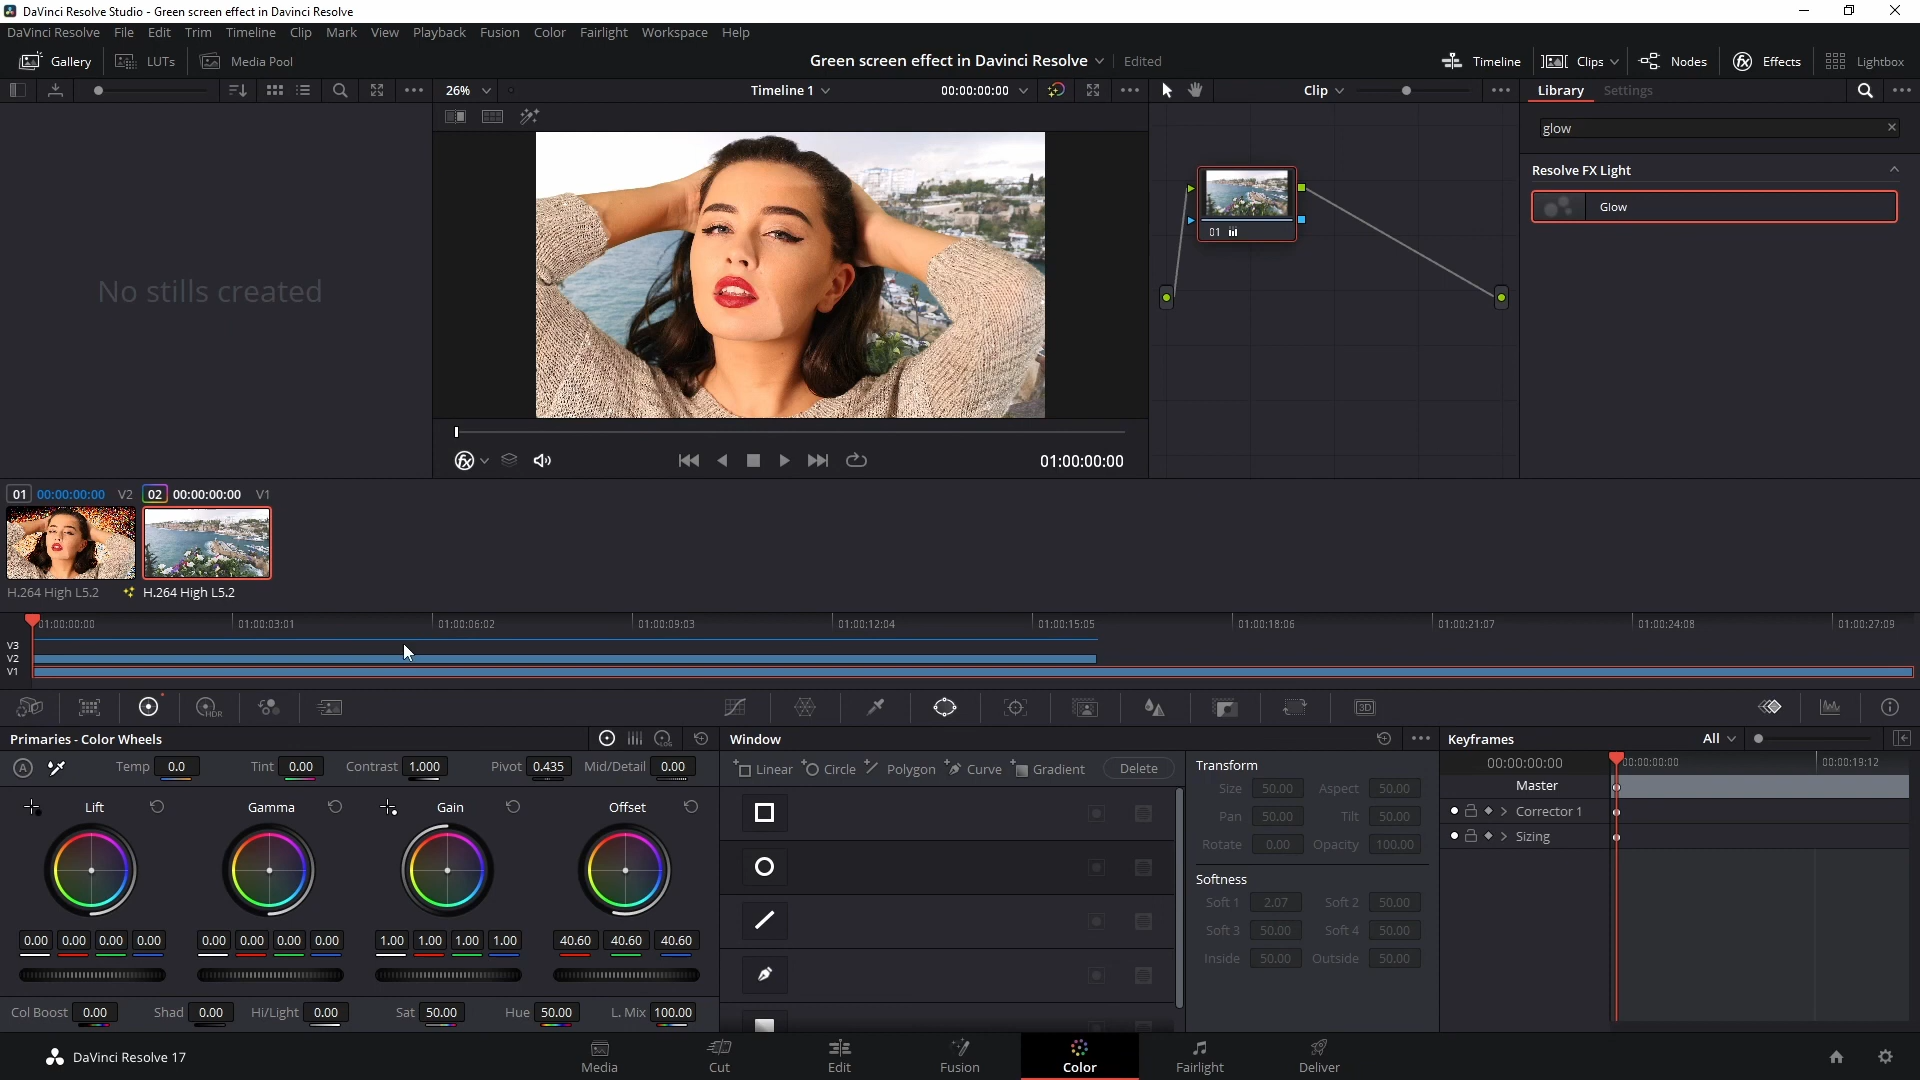 DaVinci Resolve Studio - Green screen effect in Davinci Resolve
DaVinci Resolve File Edit Trim Timeline Clip Mark View Playback Fusion Color Fairlight Workspace Help
Gallery LUTs Media Pool Green screen effect in Davinci Resolve Edited Timeline Clips Nodes Effects Lightbox
26% Timeline 1 00:00:00:00 Clip Library Settings
glow
Resolve FX Light
Glow
01
No stills created
01:00:00:00
01 00:00:00:00 V2 02 00:00:00:00 V1
H.264 High L5.2 H.264 High L5.2
01:00:00:00 01:00:03:01 01:00:06:02 01:00:09:03 01:00:12:04 01:00:15:05 01:00:18:06 01:00:21:07 01:00:24:08 01:00:27:09
V3
V2
V1
HDR 3D
Primaries - Color Wheels LOG Window Keyframes All
A Temp 0.0 Tint 0.00 Contrast 1.000 Pivot 0.435 Mid/Detail 0.00
Linear Circle Polygon Curve Gradient Delete
Transform
00:00:00:00 00:00:00:00 00:00:19:12
Size 50.00 Aspect 50.00
Master
Lift Gamma Gain Offset
Pan 50.00 Tilt 50.00
Corrector 1
Rotate 0.00 Opacity 100.00
Sizing
Softness
Soft 1 2.07 Soft 2 50.00
Soft 3 50.00 Soft 4 50.00
0.00 0.00 0.00 0.00 0.00 0.00 0.00 0.00 1.00 1.00 1.00 1.00 40.60 40.60 40.60
Inside 50.00 Outside 50.00
Col Boost 0.00 Shad 0.00 Hi/Light 0.00 Sat 50.00 Hue 50.00 L. Mix 100.00
DaVinci Resolve 17 Media Cut Edit Fusion Color Fairlight Deliver